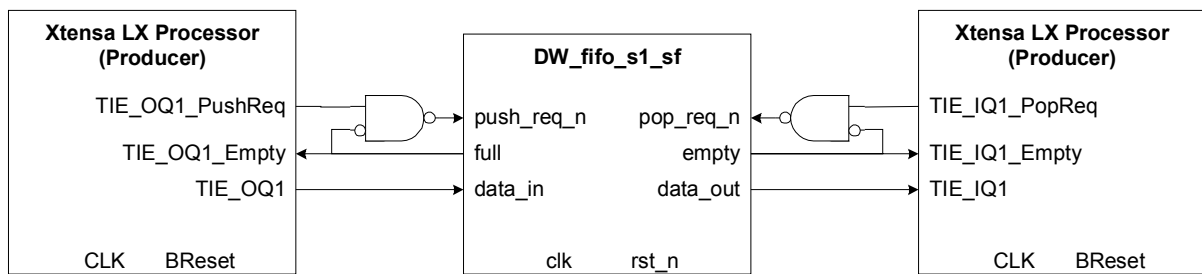 Xtensa LX Processor
(Producer)
TIE_OQ1_PushReq
TIE_OQ1_Empty
TIE_OQ1
CLK BReset
DW_fifo_s1_sf
push_req_n pop_req_n
full empty
data_in data_out
clk rst_n
Xtensa LX Processor
(Producer)
TIE_IQ1_PopReq
TIE_IQ1_Empty
TIE_IQ1
CLK BReset